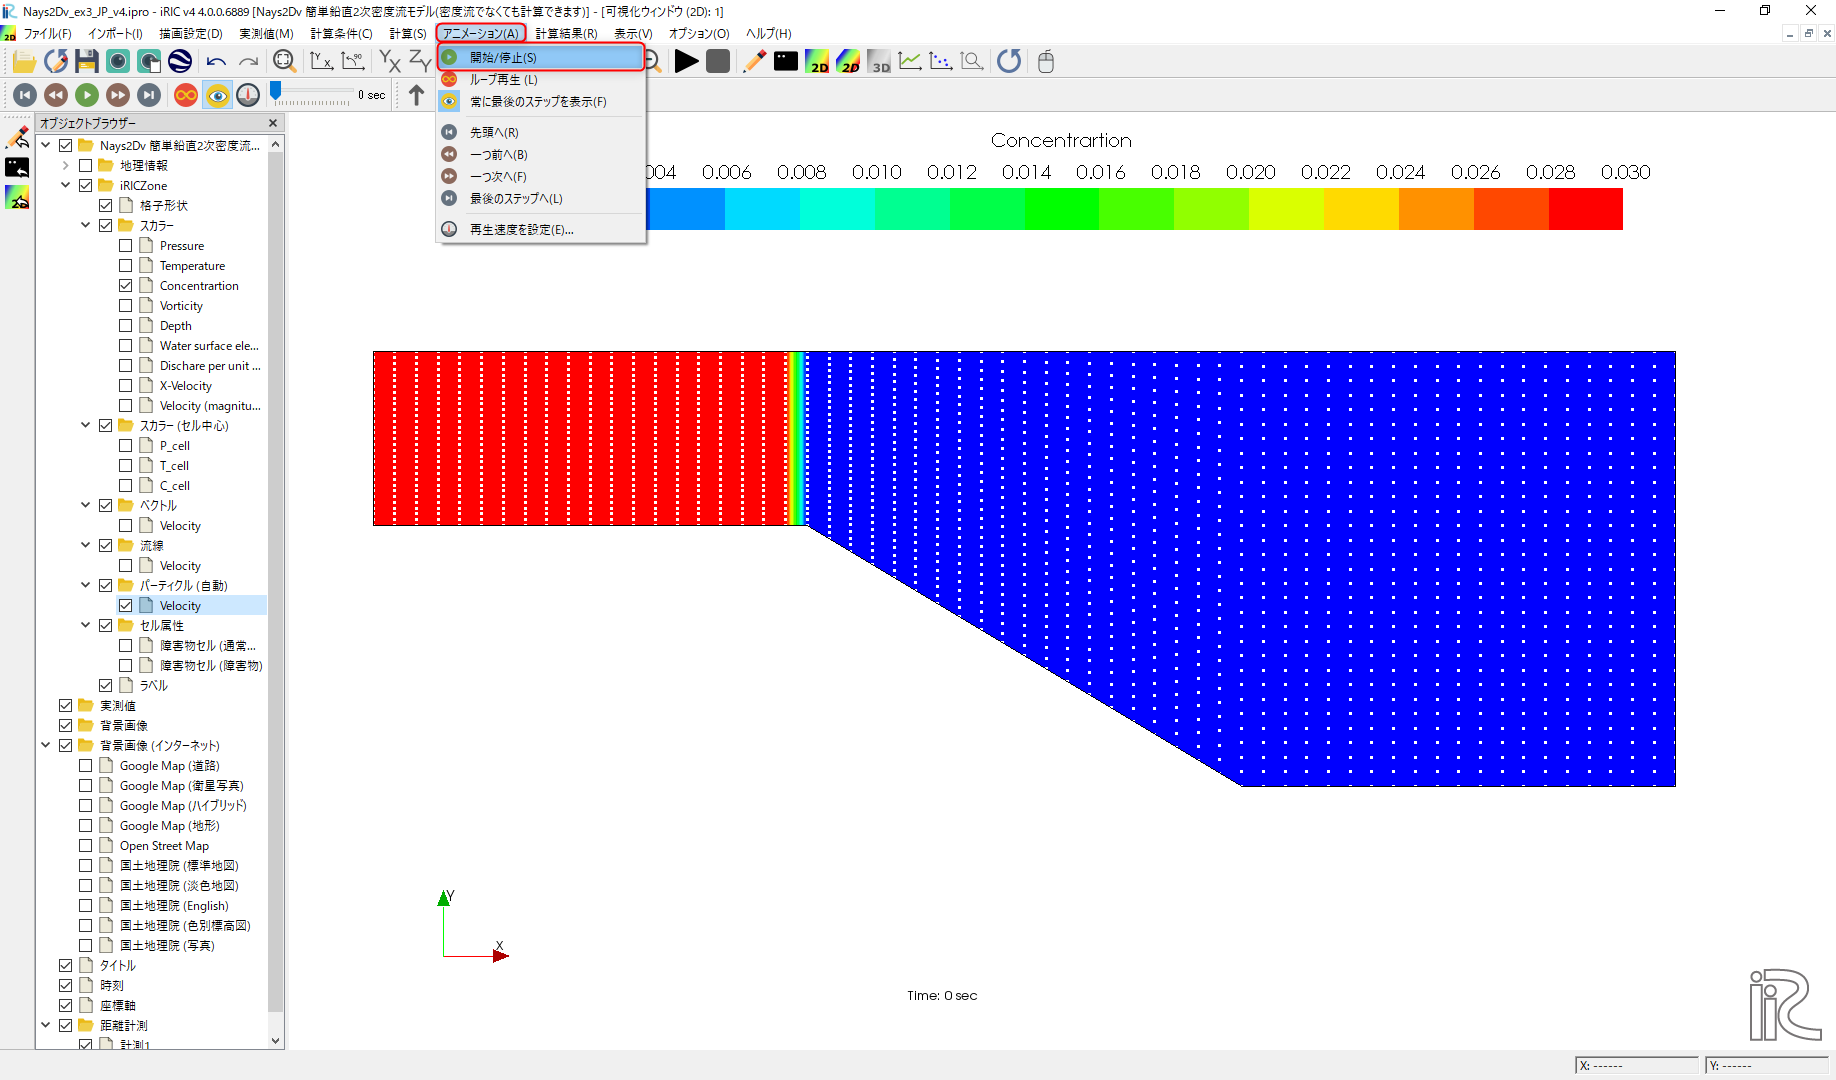 Nays2Dv_ex3_JP_v4.ipro - iRIC v4 4.0.0.6889 [Nays2Dv 簡単鉛直2次密度流モデル(密度流でなくても計算できます)] - [可視化ウィンドウ (2D): 1]
ファイル(F) インポート(I) 描画設定(D) 実測値(M) 計算条件(C) 計算(S) アニメーション(A) 計算結果(R) 表示(V) オプション(O) ヘルプ(H)
2D 2D 3D
0 sec
開始/停止(S)
ループ再生 (L)
常に最後のステップを表示(F)
先頭へ(R)
一つ前へ(B)
一つ次へ(F)
最後のステップへ(L)
再生速度を設定(E)...
オブジェクトブラウザー
Nays2Dv 簡単鉛直2次密度流...
地理情報
iRICZone
格子形状
スカラー
Pressure
Temperature
Concentrartion
Vorticity
Depth
Water surface ele...
Dischare per unit ...
X-Velocity
Velocity (magnitu...
スカラー (セル中心)
P_cell
T_cell
C_cell
ベクトル
Velocity
流線
Velocity
パーティクル (自動)
Velocity
セル属性
障害物セル (通常...
障害物セル (障害物)
ラベル
実測値
背景画像
背景画像 (インターネット)
Google Map (道路)
Google Map (衛星写真)
Google Map (ハイブリッド)
Google Map (地形)
Open Street Map
国土地理院 (標準地図)
国土地理院 (淡色地図)
国土地理院 (English)
国土地理院 (色別標高図)
国土地理院 (写真)
タイトル
時刻
座標軸
距離計測
計測1
Concentrartion
004 0.006 0.008 0.010 0.012 0.014 0.016 0.018 0.020 0.022 0.024 0.026 0.028 0.030
Y
X
Time: 0 sec
iRIC
X: ------
Y: ------